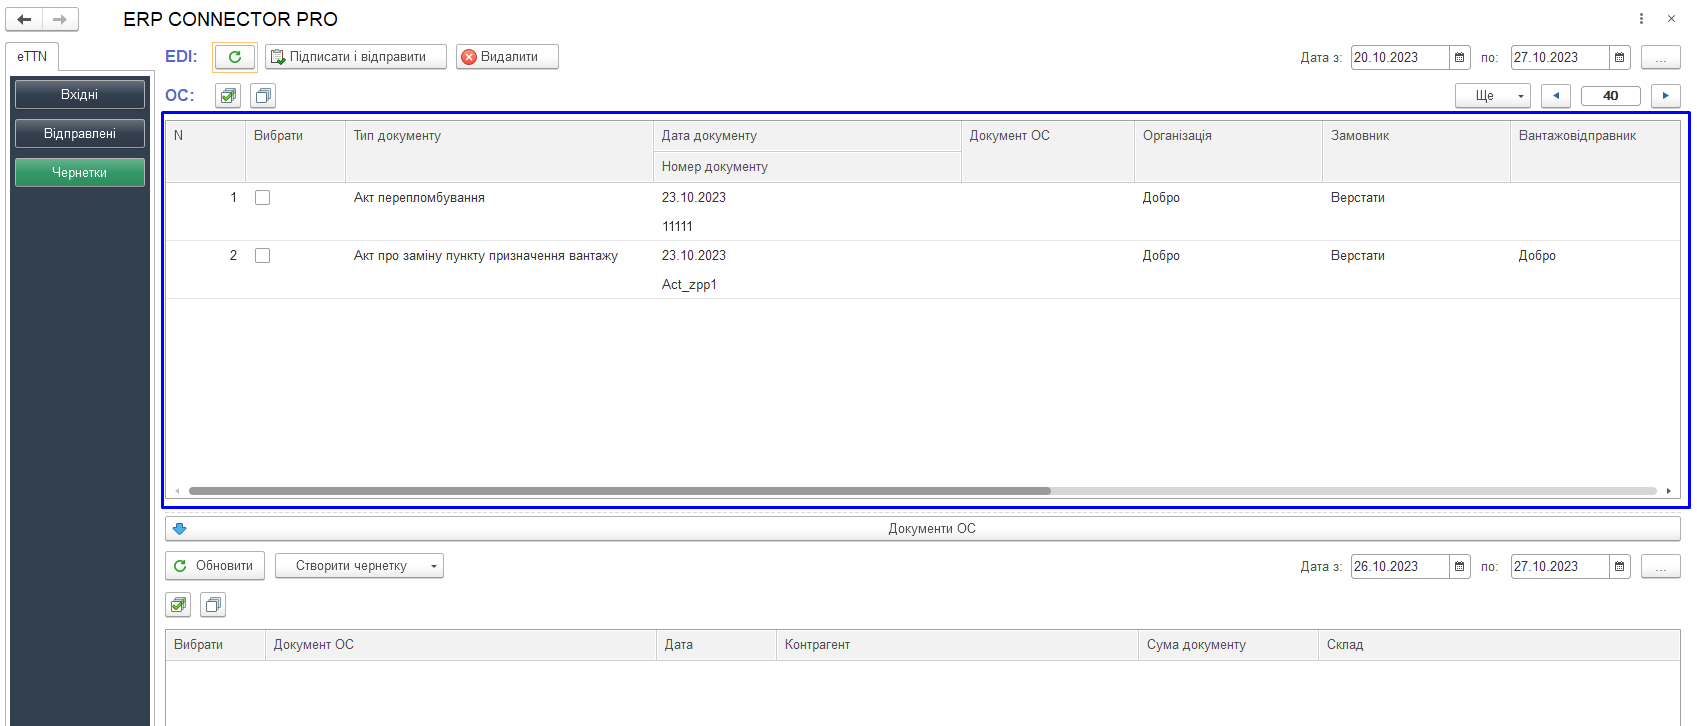 ERP CONNECTOR PRO
eTTN
EDI: Підписати і відправити Видалити Дата з: 20.10.2023 по: 27.10.2023 ...
Вхідні
ОС: Ще 40
Відправлені
Чернетки
N Вибрати Тип документу Дата документу Документ ОС Організація Замовник Вантажовідправник
Номер документу
1 Акт перепломбування 23.10.2023 Добро Верстати
11111
2 Акт про заміну пункту призначення вантажу 23.10.2023 Добро Верстати Добро
Act_zpp1
Документи ОС
Обновити Створити чернетку Дата з: 26.10.2023 по: 27.10.2023 ...
Вибрати Документ ОС Дата Контрагент Сума документу Склад